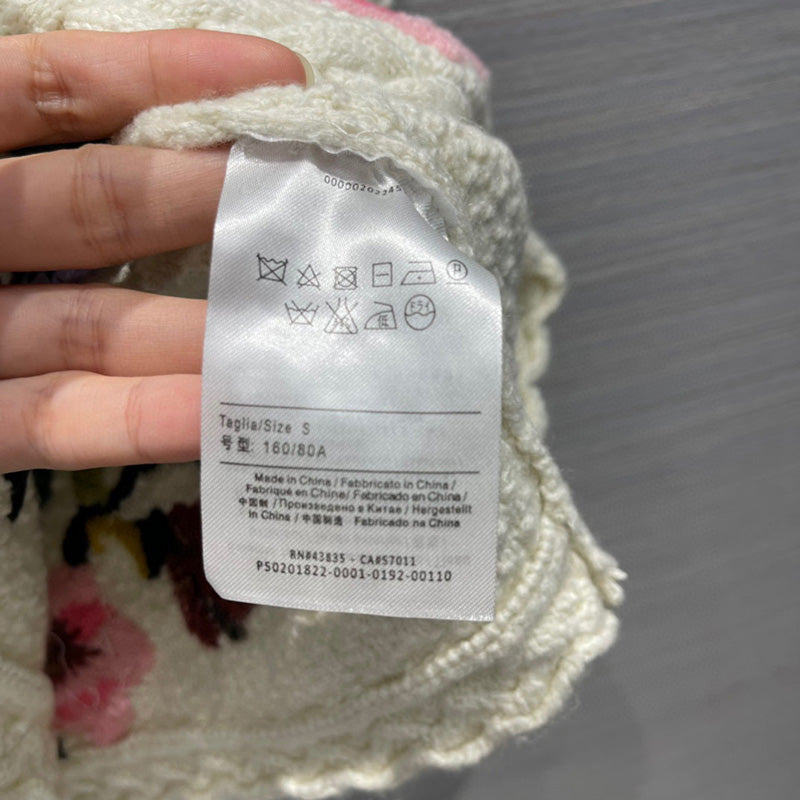 Taglia/Size S
号型: 160/80A
Made in China / Fabbricato in China /
Fabriqué en China/ Fabricado en China /
中国制 / Произведено в Китае / Hergestellt
in China / 中国製造 Fabricado na China
RN#43835 - CA#57011
P50201822-0001-0192-00110